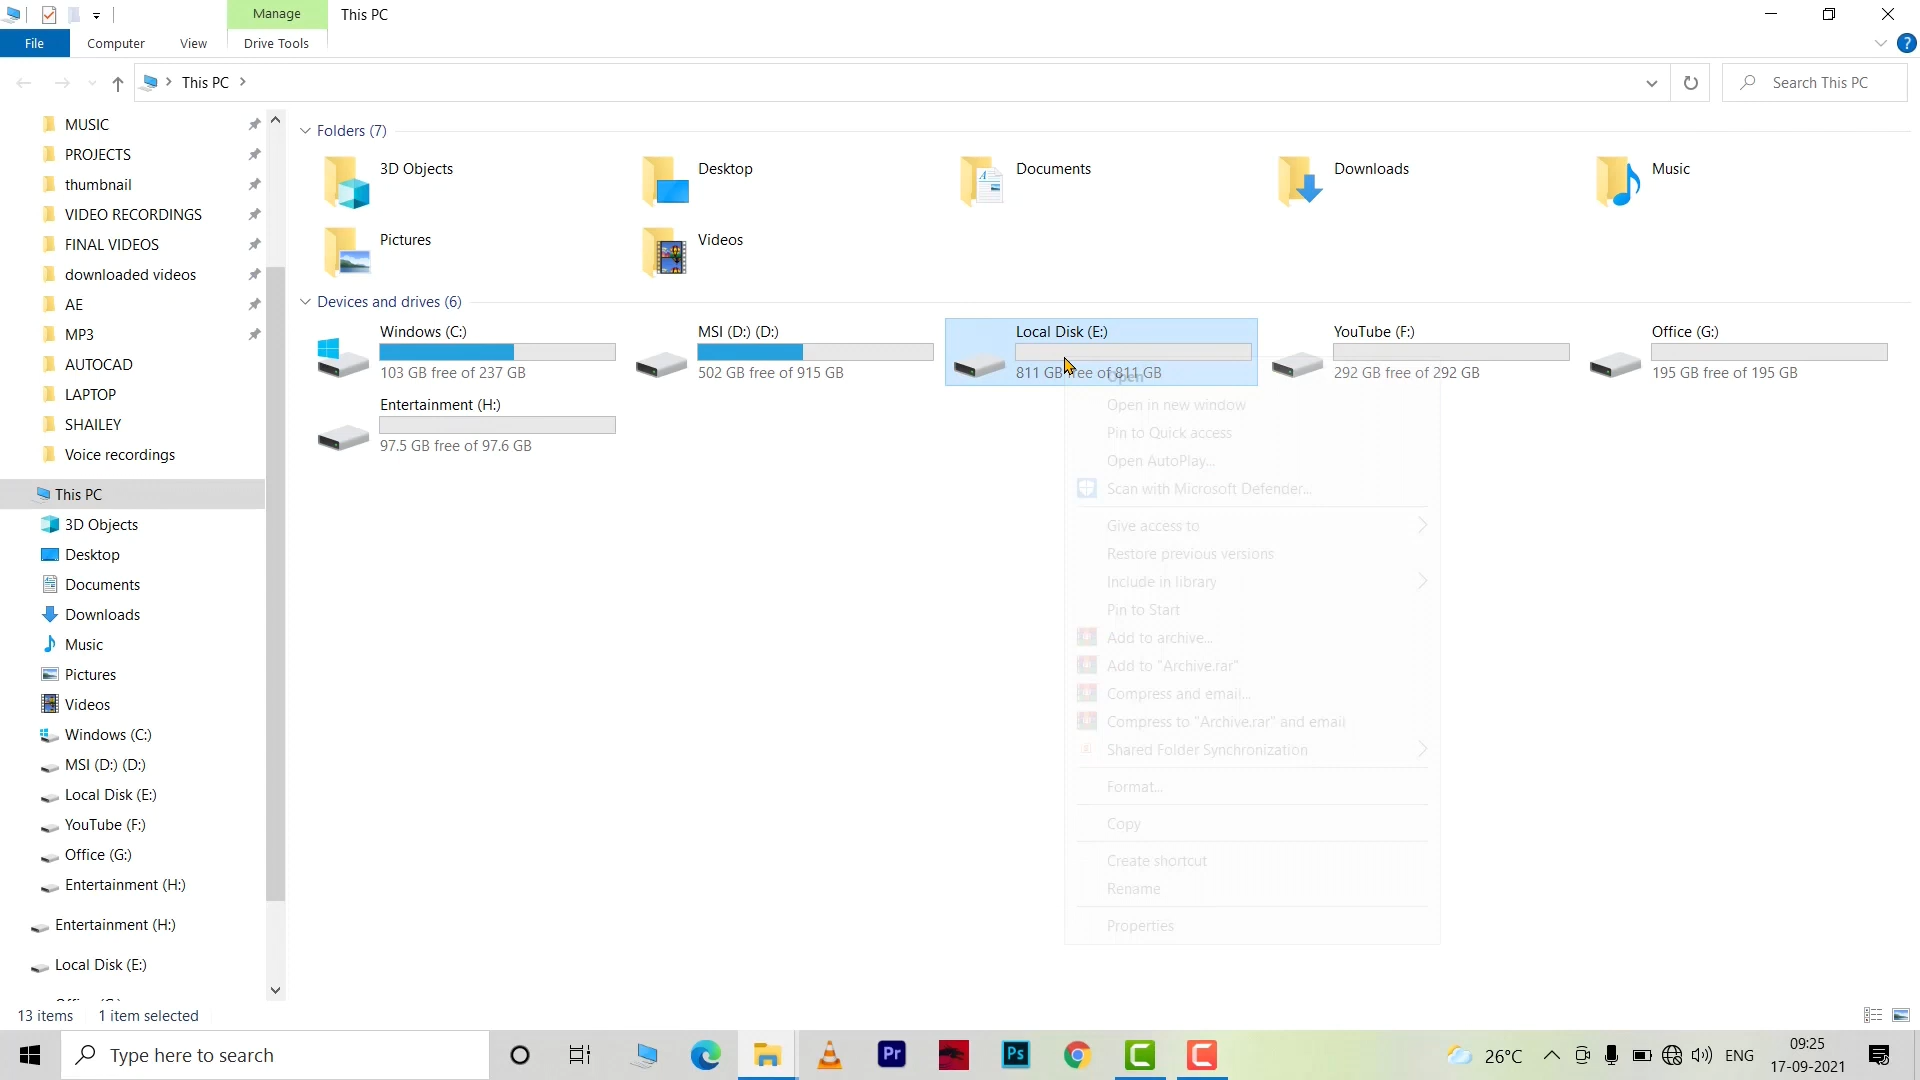 Manage
This PC
File
Computer
View
Drive Tools
This PC
Search This PC
MUSIC
PROJECTS
thumbnail
VIDEO RECORDINGS
FINAL VIDEOS
downloaded videos
AE
MP3
AUTOCAD
LAPTOP
SHAILEY
Voice recordings
This PC
3D Objects
Desktop
Documents
Downloads
Music
Pictures
Videos
Windows (C:)
MSI (D:) (D:)
Local Disk (E:)
YouTube (F:)
Office (G:)
Entertainment (H:)
Entertainment (H:)
Local Disk (E:)
Folders (7)
3D Objects
Desktop
Documents
Downloads
Music
Pictures
Videos
Devices and drives (6)
Windows (C:)
103 GB free of 237 GB
MSI (D:) (D:)
502 GB free of 915 GB
Local Disk (E:)
811 GB free of 811 GB
YouTube (F:)
292 GB free of 292 GB
Office (G:)
195 GB free of 195 GB
Entertainment (H:)
97.5 GB free of 97.6 GB
Open
Open in new window
Pin to Quick access
Open AutoPlay...
Scan with Microsoft Defender...
Give access to
Restore previous versions
Include in library
Pin to Start
Add to archive...
Add to "Archive.rar"
Compress and email...
Compress to "Archive.rar" and email
Shared Folder Synchronization
Format...
Copy
Create shortcut
Rename
Properties
13 items
1 item selected
Type here to search
Pr
Ps
26°C
ENG
09:25
17-09-2021